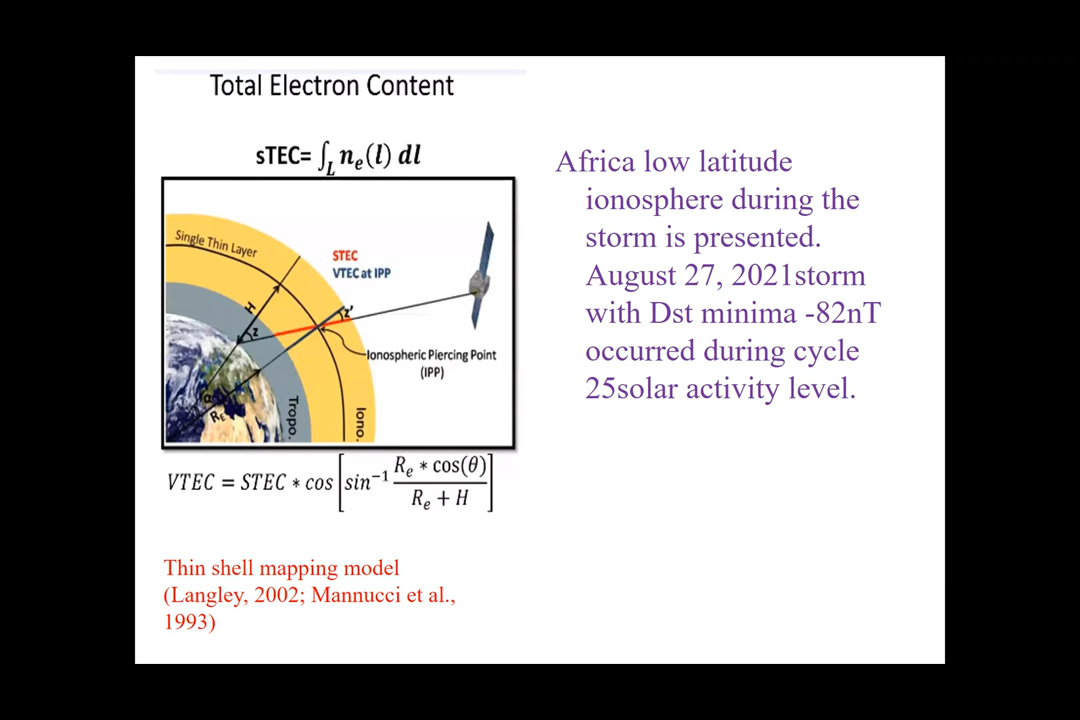 Total Electron Content
sTEC= ∫_L n_e(l) dl
Single Thin Layer
STEC
VTEC at IPP
H
z
z'
Ionospheric Piercing Point
(IPP)
α
R_E
Tropo.
Iono.
VTEC = STEC * cos [sin⁻¹ (R_e * cos(θ)) / (R_e + H)]
Thin shell mapping model
(Langley, 2002; Mannucci et al.,
1993)
Africa low latitude
ionosphere during the
storm is presented.
August 27, 2021storm
with Dst minima -82nT
occurred during cycle
25solar activity level.